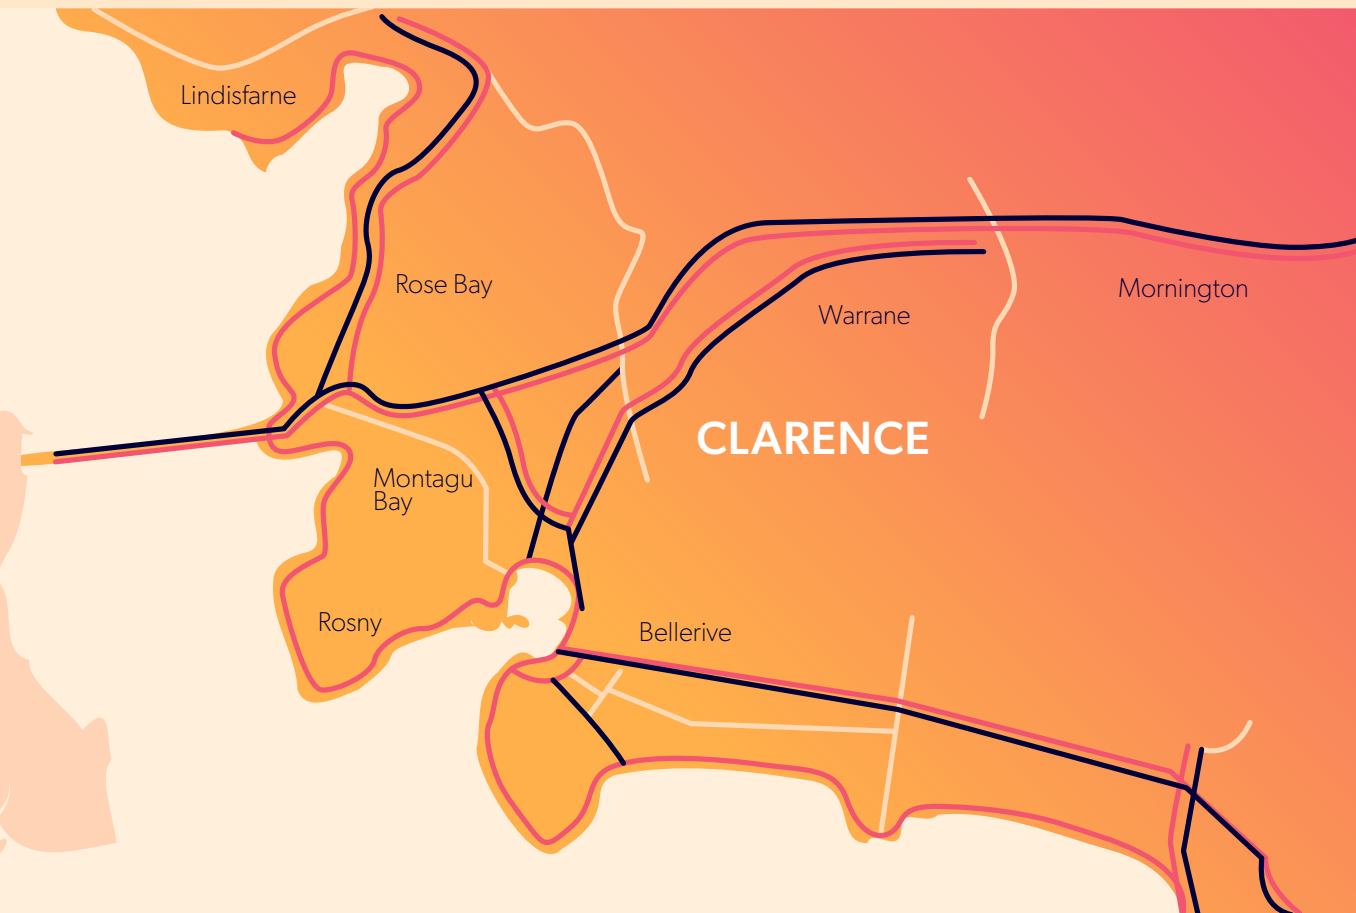 Lindisfarne
Rose Bay
Mornington
Warrane
CLARENCE
Montagu
Bay
Rosny
Bellerive